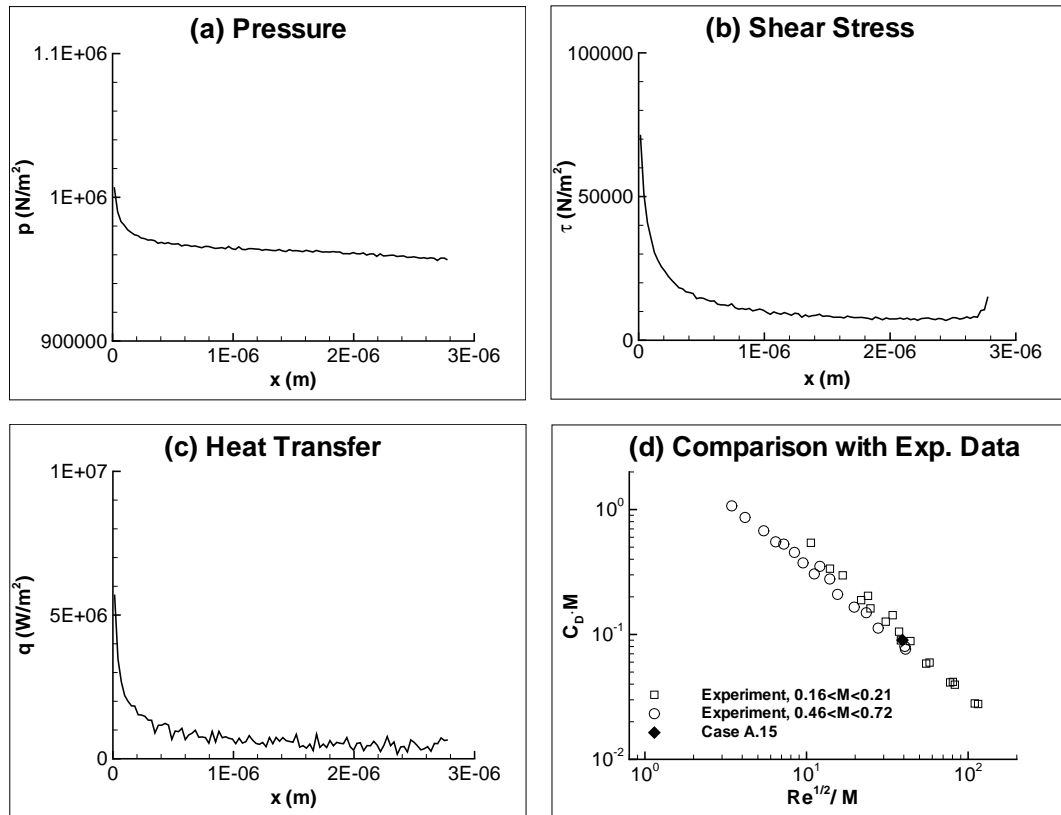 (a) Pressure
1.1E+06
1E+06
900000
p (N/m²)
0 1E-06 2E-06 3E-06
x (m)
(b) Shear Stress
100000
50000
0
τ (N/m²)
0 1E-06 2E-06 3E-06
x (m)
(c) Heat Transfer
1E+07
5E+06
0
q (W/m²)
0 1E-06 2E-06 3E-06
x (m)
(d) Comparison with Exp. Data
10⁰
10⁻¹
10⁻²
C_D·M
Experiment, 0.16<M<0.21
Experiment, 0.46<M<0.72
Case A.15
10⁰ 10¹ 10²
Re¹ᐟ²/ M